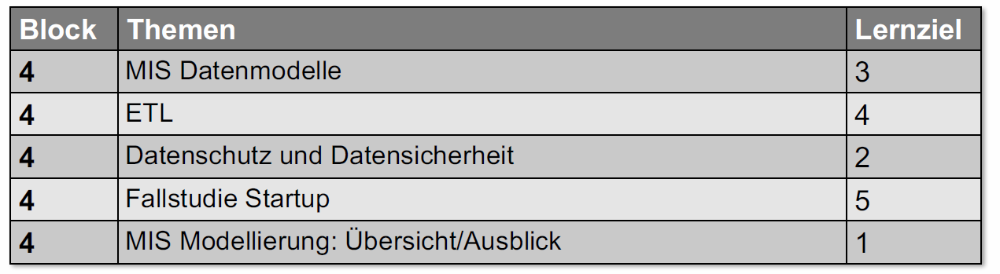 Block Themen Lernziel
4 MIS Datenmodelle 3
4 ETL 4
4 Datenschutz und Datensicherheit 2
4 Fallstudie Startup 5
4 MIS Modellierung: Übersicht/Ausblick 1